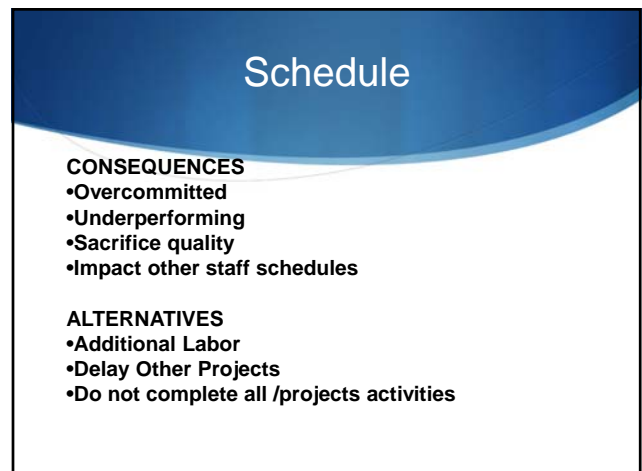 Schedule
CONSEQUENCES
•Overcommitted
•Underperforming
•Sacrifice quality
•Impact other staff schedules
ALTERNATIVES
•Additional Labor
•Delay Other Projects
•Do not complete all /projects activities